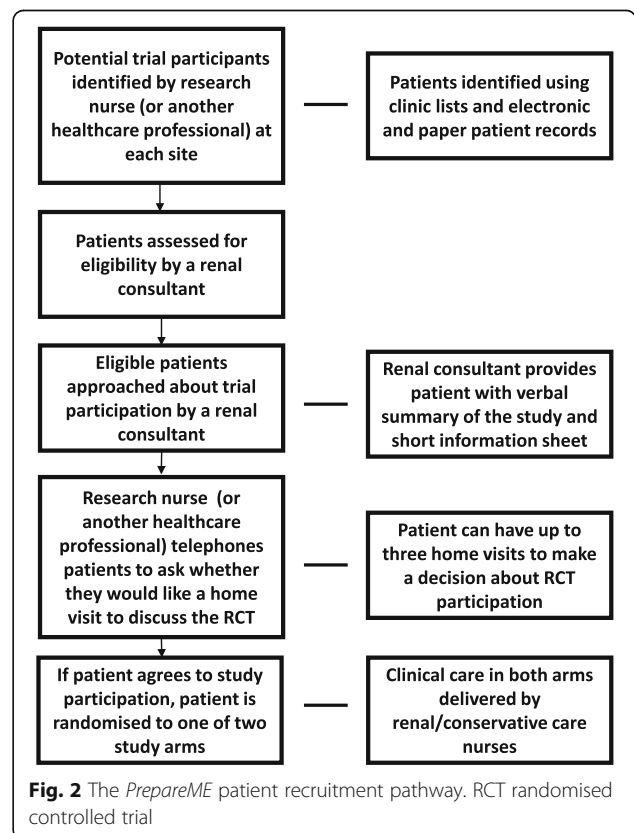 Potential trial participants
identified by research
nurse (or another
healthcare professional) at
each site
Patients identified using
clinic lists and electronic
and paper patient records
Patients assessed for
eligibility by a renal
consultant
Eligible patients
approached about trial
participation by a renal
consultant
Renal consultant provides
patient with verbal
summary of the study and
short information sheet
Research nurse (or
another healthcare
professional) telephones
patients to ask whether
they would like a home
visit to discuss the RCT
Patient can have up to
three home visits to make
a decision about RCT
participation
If patient agrees to study
participation, patient is
randomised to one of two
study arms
Clinical care in both arms
delivered by
renal/conservative care
nurses
Fig. 2 The PrepareME patient recruitment pathway. RCT randomised
controlled trial